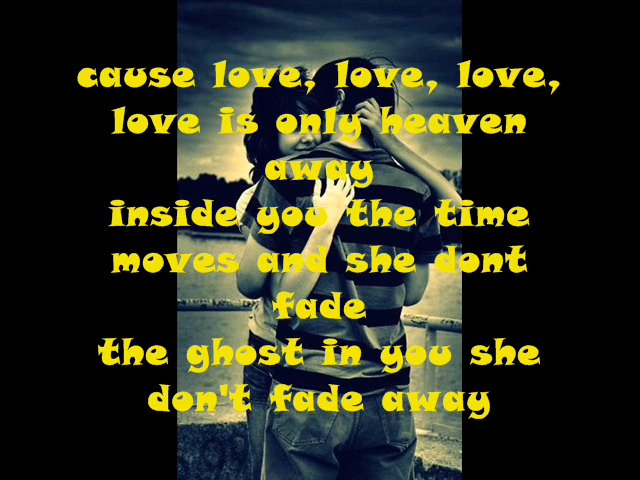 cause love, love, love,
love is only heaven
away
inside you the time
moves and she dont
fade
the ghost in you she
don't fade away